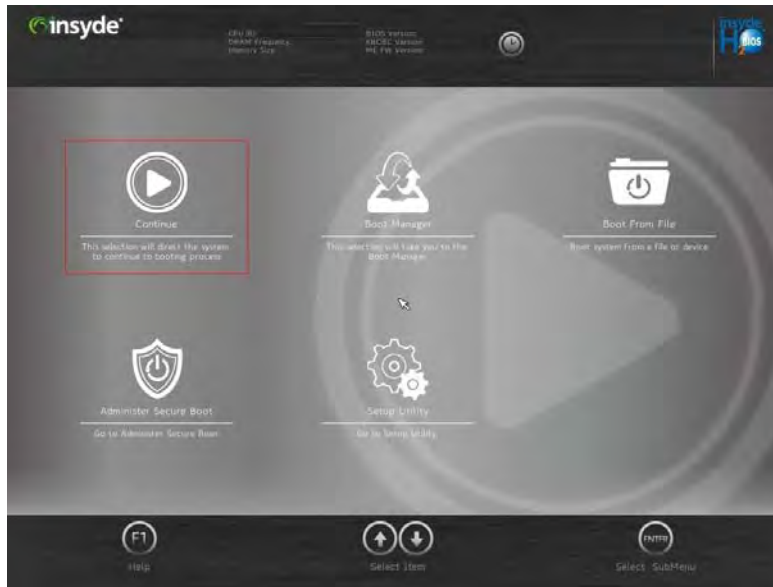 insyde
CPU ID:
DRAM Frequency
Memory Size
BIOS Version
KBC/EC Version
ME FW Version
insyde
H2O
BIOS
Continue
This selection will direct the system
to continue to booting process
Boot Manager
This selection will take you to the
Boot Manager
Boot From File
Boot system from a file or device
Administer Secure Boot
Go to Administer Secure Boot
Setup Utility
Go to Setup Utility
F1
Help
Select Item
ENTER
Select SubMenu